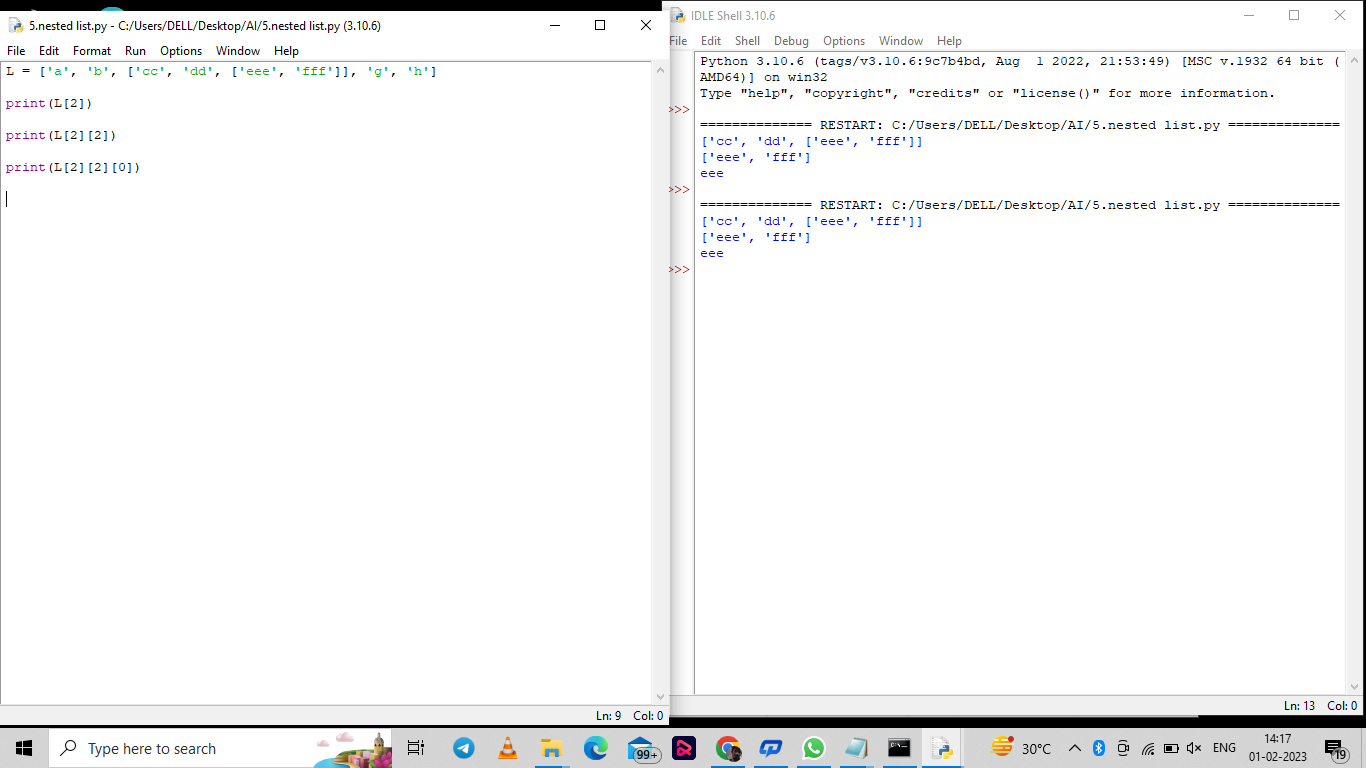 5.nested list.py - C:/Users/DELL/Desktop/AI/5.nested list.py (3.10.6)
File Edit Format Run Options Window Help
L = ['a', 'b', ['cc', 'dd', ['eee', 'fff']], 'g', 'h']
print(L[2])
print(L[2][2])
print(L[2][2][0])
Ln: 9 Col: 0
IDLE Shell 3.10.6
File Edit Shell Debug Options Window Help
Python 3.10.6 (tags/v3.10.6:9c7b4bd, Aug  1 2022, 21:53:49) [MSC v.1932 64 bit (
AMD64)] on win32
Type "help", "copyright", "credits" or "license()" for more information.
>>>
============== RESTART: C:/Users/DELL/Desktop/AI/5.nested list.py ==============
['cc', 'dd', ['eee', 'fff']]
['eee', 'fff']
eee
>>>
============== RESTART: C:/Users/DELL/Desktop/AI/5.nested list.py ==============
['cc', 'dd', ['eee', 'fff']]
['eee', 'fff']
eee
>>>
Ln: 13 Col: 0
Type here to search
99+
30°C
ENG
14:17
01-02-2023
19